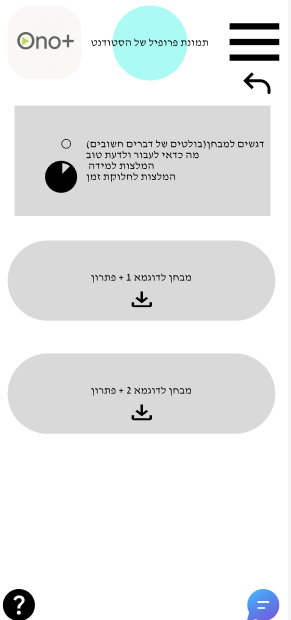 Ono+
תמונת פרופיל של הסטודנט
דגשים למבחן(בולטים של דברים חשובים)
מה כדאי לעבור ולדעת טוב
המלצות למידה
המלצות לחלוקת זמן
מבחן לדוגמא 1 + פתרון
מבחן לדוגמא 2 + פתרון
?